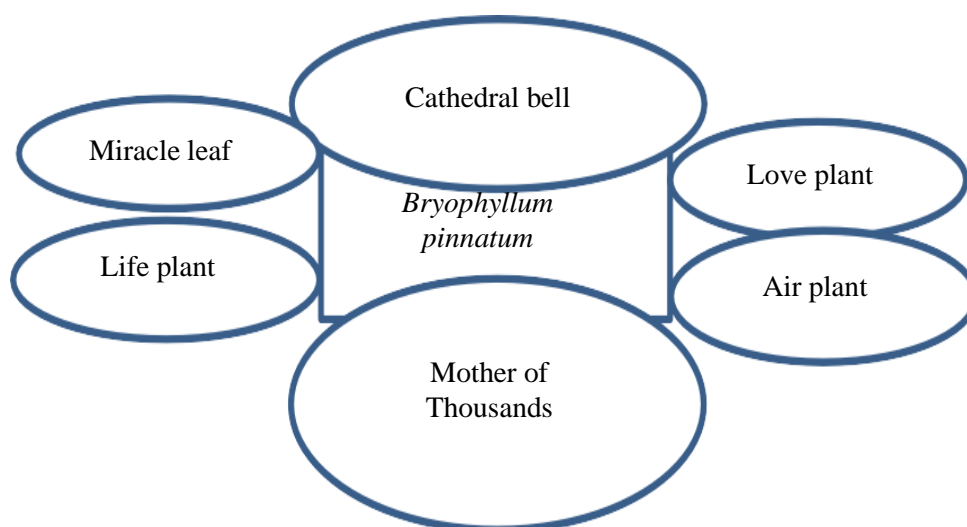 Cathedral bell
Miracle leaf
Love plant
Bryophyllum
pinnatum
Life plant
Air plant
Mother of
Thousands